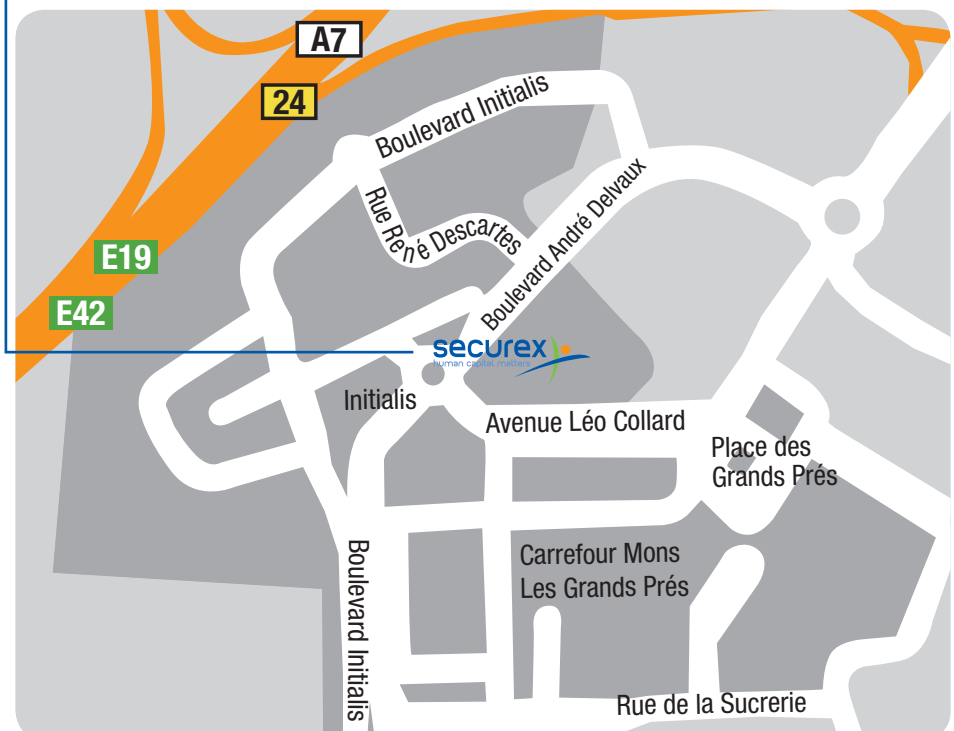 A7
24
Boulevard Initialis
Rue René Descartes
Boulevard André Delvaux
E19
E42
securex
human capital matters
Initialis
Avenue Léo Collard
Place des
Grands Prés
Carrefour Mons
Les Grands Prés
Boulevard Initialis
Rue de la Sucrerie